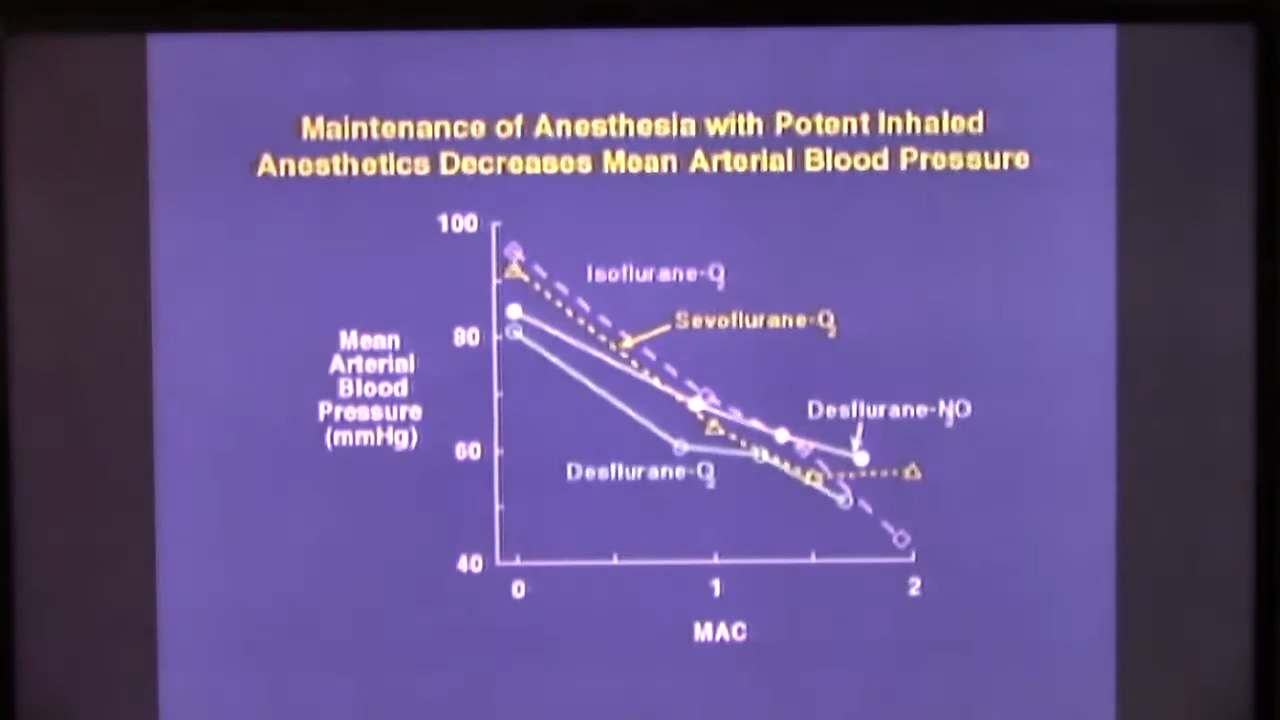 Maintenance of Anesthesia with Potent Inhaled
Anesthetics Decreases Mean Arterial Blood Pressure
100
Isoflurane-O₂
Sevoflurane-O₂
Mean
Arterial
Blood
Pressure
(mmHg)
80
Desflurane-N₂O
60
Desflurane-O₂
40
0
1
2
MAC